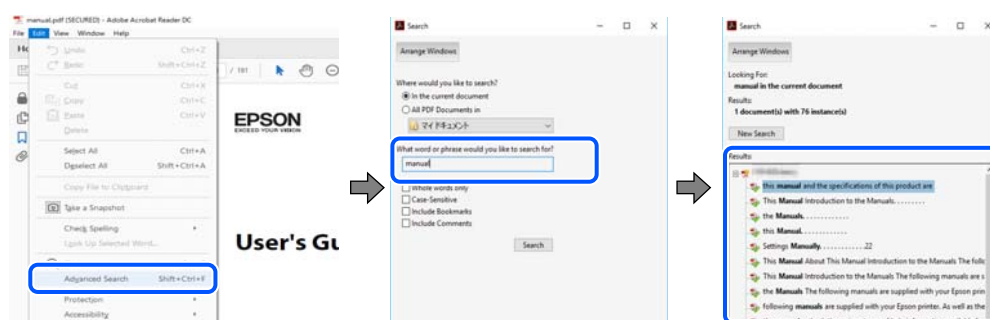 manual.pdf (SECURED) - Adobe Acrobat Reader DC
File Edit View Window Help
Undo Ctrl+Z
Redo Shift+Ctrl+Z
Cut Ctrl+X
Copy Ctrl+C
Paste Ctrl+V
Delete
Select All Ctrl+A
Deselect All Shift+Ctrl+A
Copy File to Clipboard
Take a Snapshot
Check Spelling
Look Up Selected Word...
Advanced Search Shift+Ctrl+F
Protection
Accessibility
/ 181
EPSON
EXCEED YOUR VISION
User's Gu
Search
Arrange Windows
Where would you like to search?
In the current document
All PDF Documents in
マイ ドキュメント
What word or phrase would you like to search for?
manual
Whole words only
Case-Sensitive
Include Bookmarks
Include Comments
Search
Search
Arrange Windows
Looking For:
manual in the current document
Results:
1 document(s) with 76 instance(s)
New Search
Results:
this manual and the specifications of this product are
This Manual Introduction to the Manuals. . . . . . . . .
the Manuals. . . . . . . . . . . . .
this Manual. . . . . . . . . . . . .
Settings Manually. . . . . . . . . . . . .22
This Manual About This Manual Introduction to the Manuals The follo
This Manual Introduction to the Manuals The following manuals are s
the Manuals The following manuals are supplied with your Epson prin
following manuals are supplied with your Epson printer. As well as the